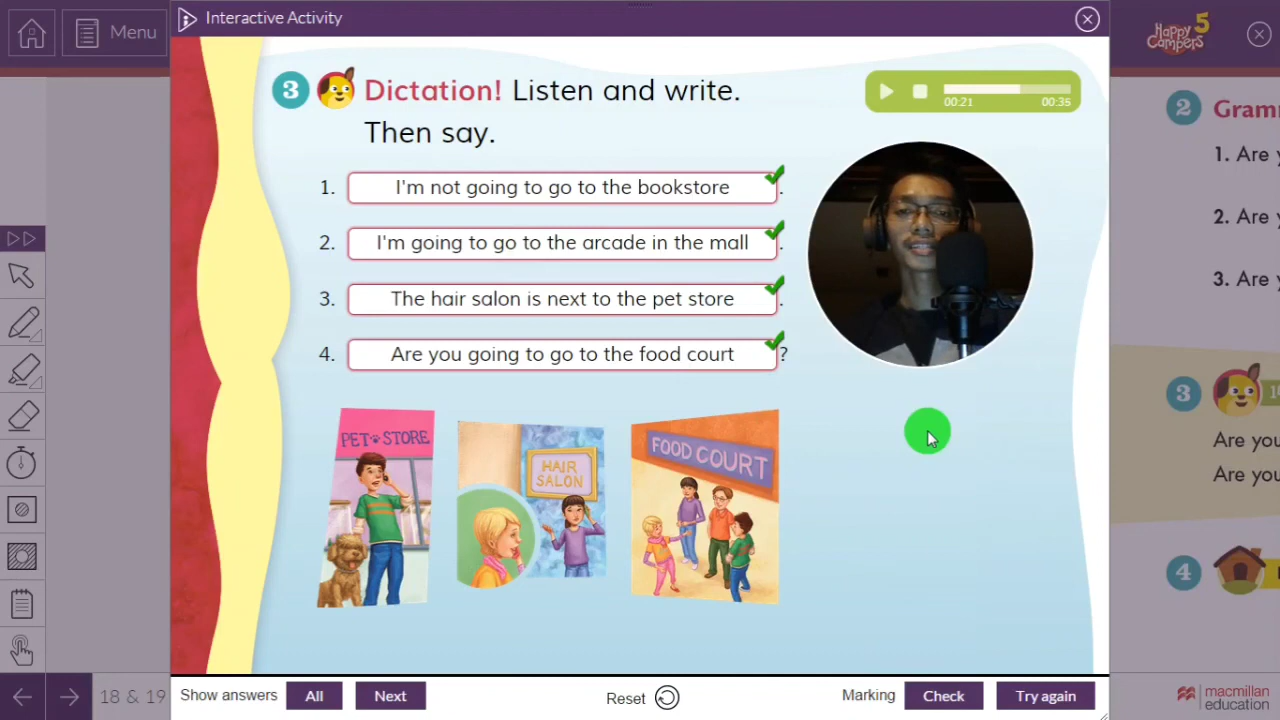 Menu
Interactive Activity
Happy Campers 5
3 Dictation! Listen and write.
Then say.
00:21 00:35
1. I'm not going to go to the bookstore.
2. I'm going to go to the arcade in the mall.
3. The hair salon is next to the pet store.
4. Are you going to go to the food court?
PET STORE
HAIR
SALON
FOOD COURT
2 Gram
1. Are y
2. Are y
3. Are
3
Are you
Are you
4
18 & 19
Show answers All Next Reset Marking Check Try again
macmillan
education